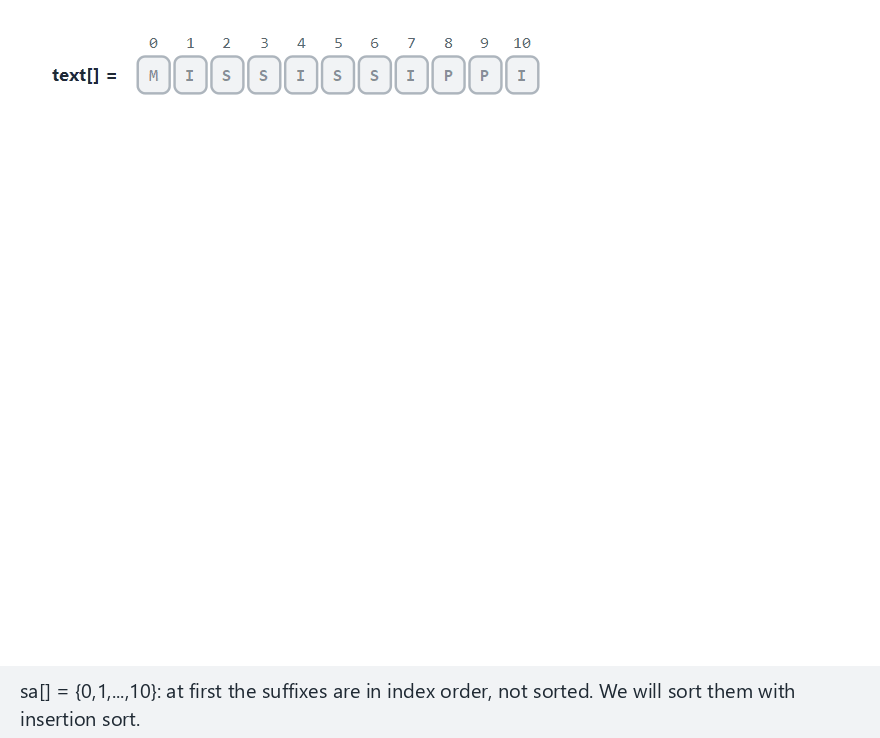 0 1 2 3 4 5 6 7 8 9 10
text[] = M I S S I S S I P P I
sa[] = {0,1,...,10}: at first the suffixes are in index order, not sorted. We will sort them with
insertion sort.